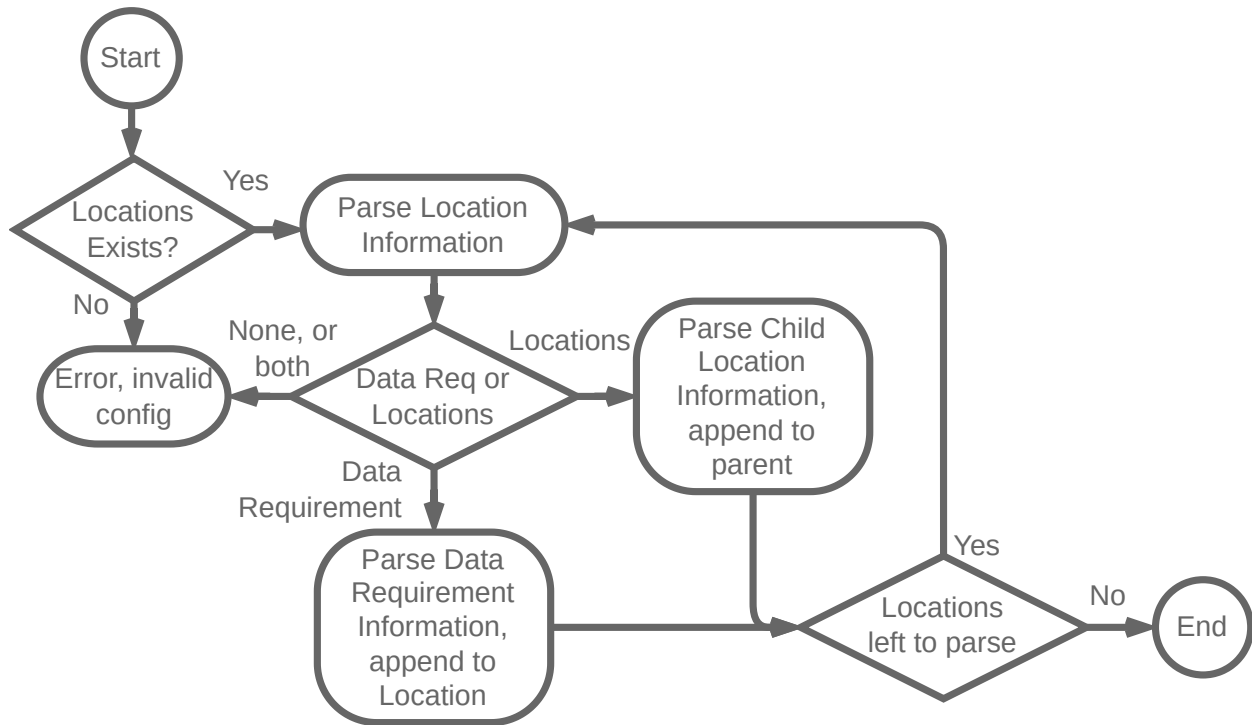 Start
Yes
Locations
Exists?
No
Parse Location
Information
None, or
both
Locations
Error, invalid
config
Data Req or
Locations
Parse Child
Location
Information,
append to
parent
Data
Requirement
Parse Data
Requirement
Information,
append to
Location
Yes
Locations
left to parse
No
End